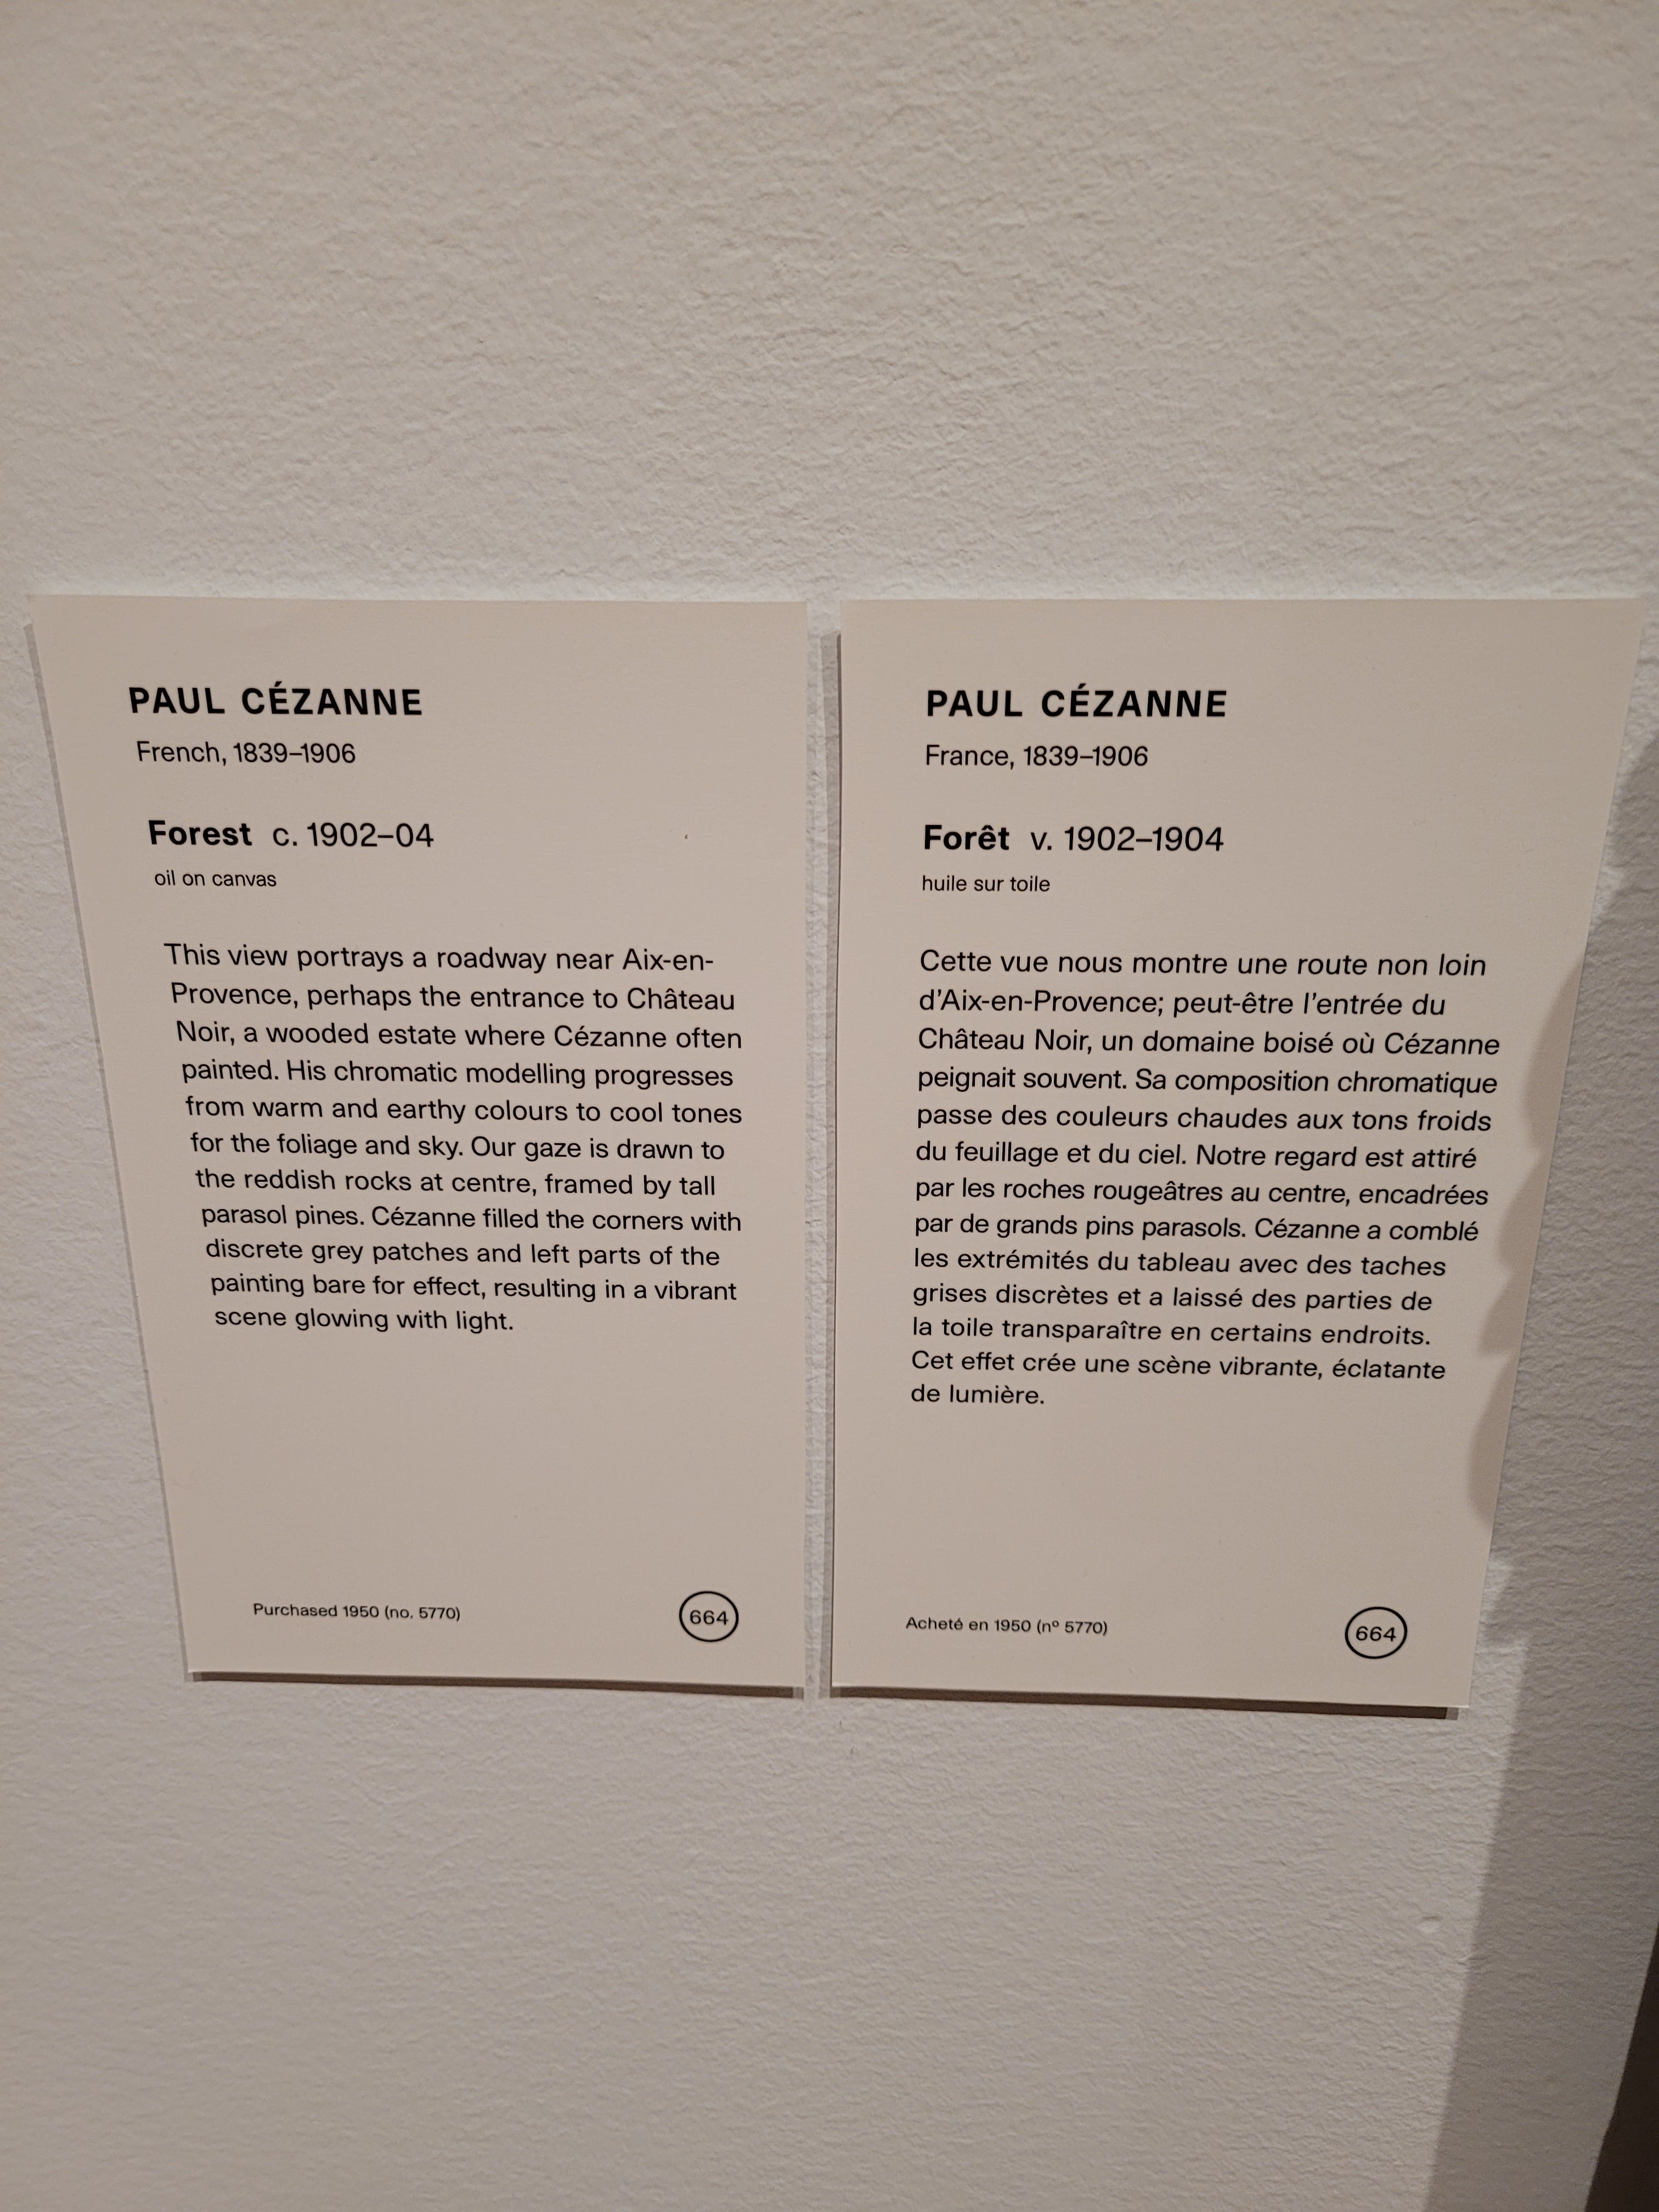 PAUL CÉZANNE
French, 1839–1906
Forest c. 1902–04
oil on canvas
This view portrays a roadway near Aix-en-
Provence, perhaps the entrance to Château
Noir, a wooded estate where Cézanne often
painted. His chromatic modelling progresses
from warm and earthy colours to cool tones
for the foliage and sky. Our gaze is drawn to
the reddish rocks at centre, framed by tall
parasol pines. Cézanne filled the corners with
discrete grey patches and left parts of the
painting bare for effect, resulting in a vibrant
scene glowing with light.
Purchased 1950 (no. 5770)
664
PAUL CÉZANNE
France, 1839–1906
Forêt v. 1902–1904
huile sur toile
Cette vue nous montre une route non loin
d’Aix-en-Provence; peut-être l’entrée du
Château Noir, un domaine boisé où Cézanne
peignait souvent. Sa composition chromatique
passe des couleurs chaudes aux tons froids
du feuillage et du ciel. Notre regard est attiré
par les roches rougeâtres au centre, encadrées
par de grands pins parasols. Cézanne a comblé
les extrémités du tableau avec des taches
grises discrètes et a laissé des parties de
la toile transparaître en certains endroits.
Cet effet crée une scène vibrante, éclatante
de lumière.
Acheté en 1950 (nº 5770)
664